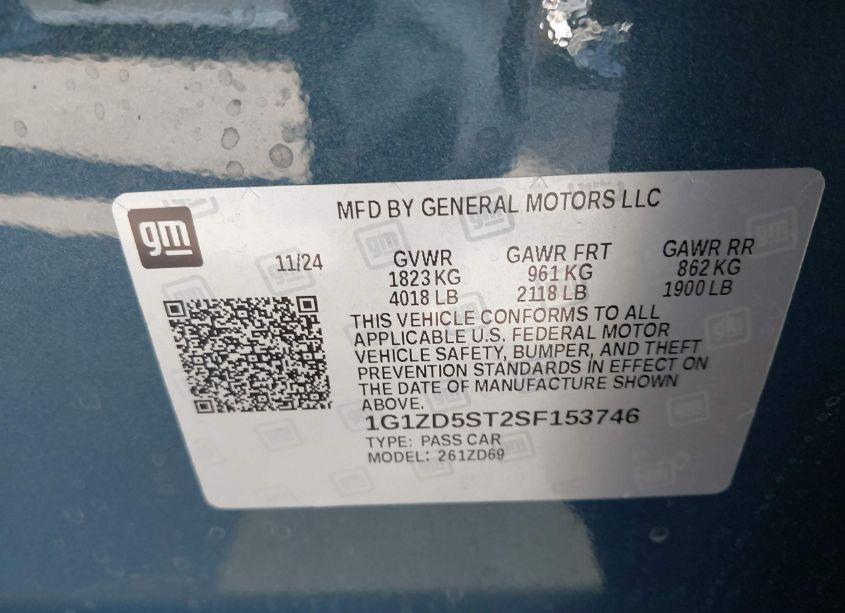 gm
MFD BY GENERAL MOTORS LLC
11/24
GVWR
1823 KG
4018 LB
GAWR FRT
961 KG
2118 LB
GAWR RR
862 KG
1900 LB
THIS VEHICLE CONFORMS TO ALL
APPLICABLE U.S. FEDERAL MOTOR
VEHICLE SAFETY, BUMPER, AND THEFT
PREVENTION STANDARDS IN EFFECT ON
THE DATE OF MANUFACTURE SHOWN
ABOVE.
1G1ZD5ST2SF153746
TYPE: PASS CAR
MODEL: 261ZD69